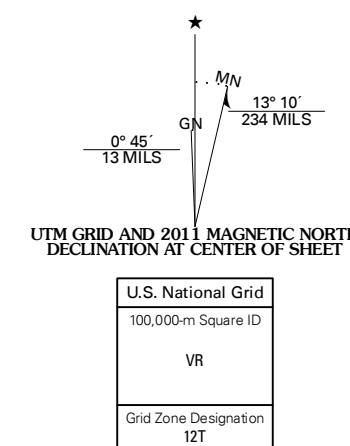 ★
MN
GN
13° 10´
234 MILS
0° 45´
13 MILS
UTM GRID AND 2011 MAGNETIC NORT
DECLINATION AT CENTER OF SHEET
U.S. National Grid
100,000-m Square ID
VR
Grid Zone Designation
12T